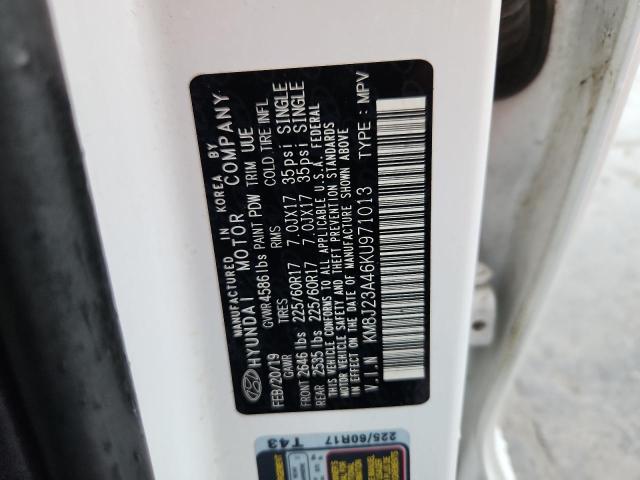 MANUFACTURED IN KOREA BY
HYUNDAI MOTOR COMPANY
FEB/20/19 GVWR 4586lbs PAINT PDW TRIM UUE
GAWR TIRES RIMS COLD TIRE INFL
FRONT 2646 lbs 225/60R17 7.0JX17 35psi SINGLE
REAR 2535 lbs 225/60R17 7.0JX17 35psi SINGLE
THIS VEHICLE CONFORMS TO ALL APPLICABLE U.S.A. FEDERAL
MOTOR VEHICLE SAFETY AND THEFT PREVENTION STANDARDS
IN EFFECT ON THE DATE OF MANUFACTURE SHOWN ABOVE
V.I.N KM8J23A46KU971013 TYPE : MPV
225/60R17
T43